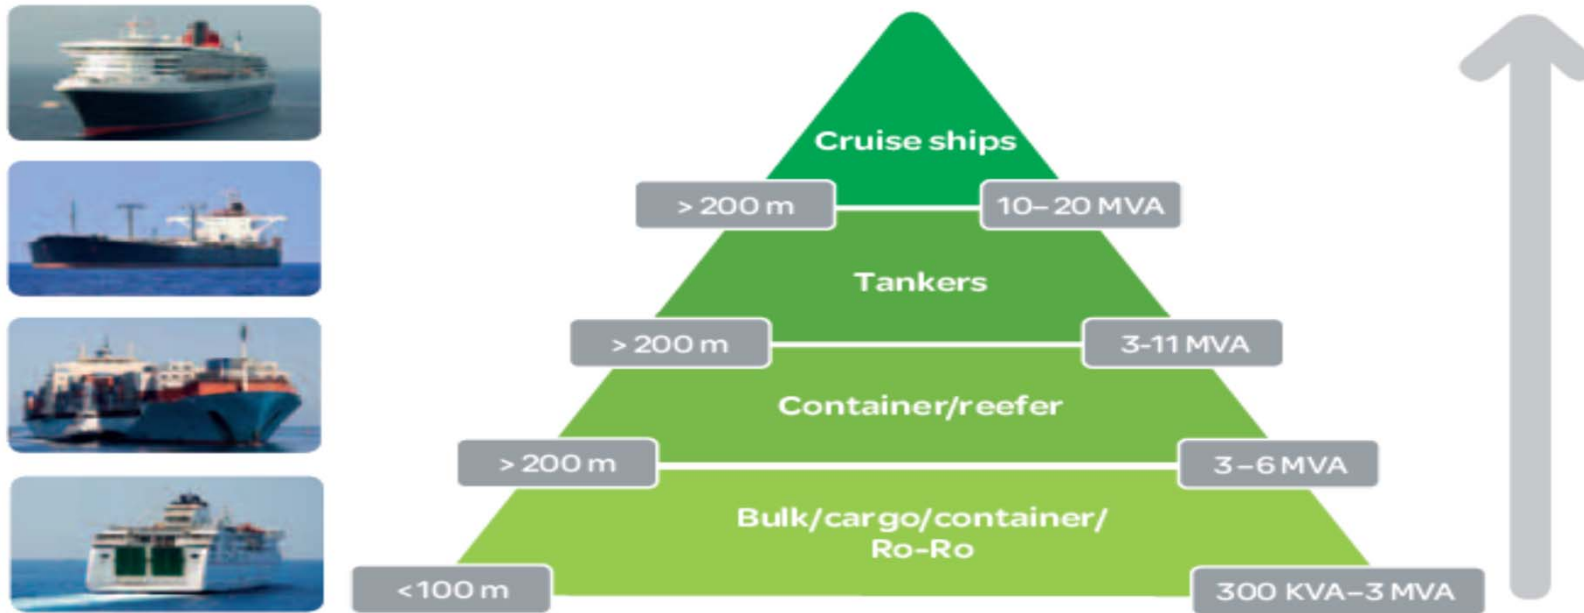 Cruise ships
> 200 m
10–20 MVA
Tankers
> 200 m
3-11 MVA
Container/reefer
> 200 m
3–6 MVA
Bulk/cargo/container/
Ro-Ro
<100 m
300 KVA–3 MVA